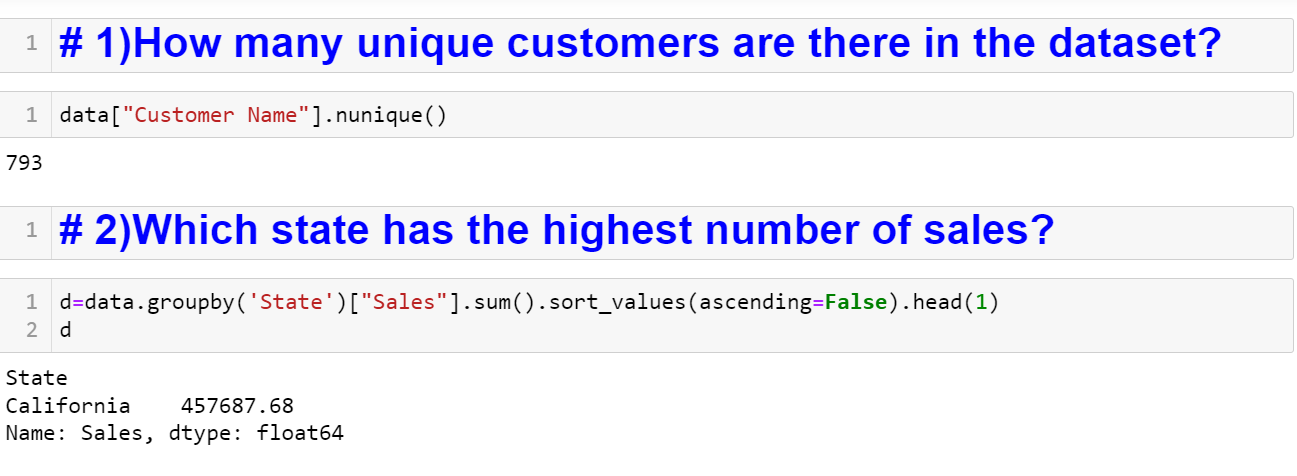 1 # 1)How many unique customers are there in the dataset?
1 data["Customer Name"].nunique()
793
1 # 2)Which state has the highest number of sales?
1 d=data.groupby('State')["Sales"].sum().sort_values(ascending=False).head(1)
2 d
State
California    457687.68
Name: Sales, dtype: float64